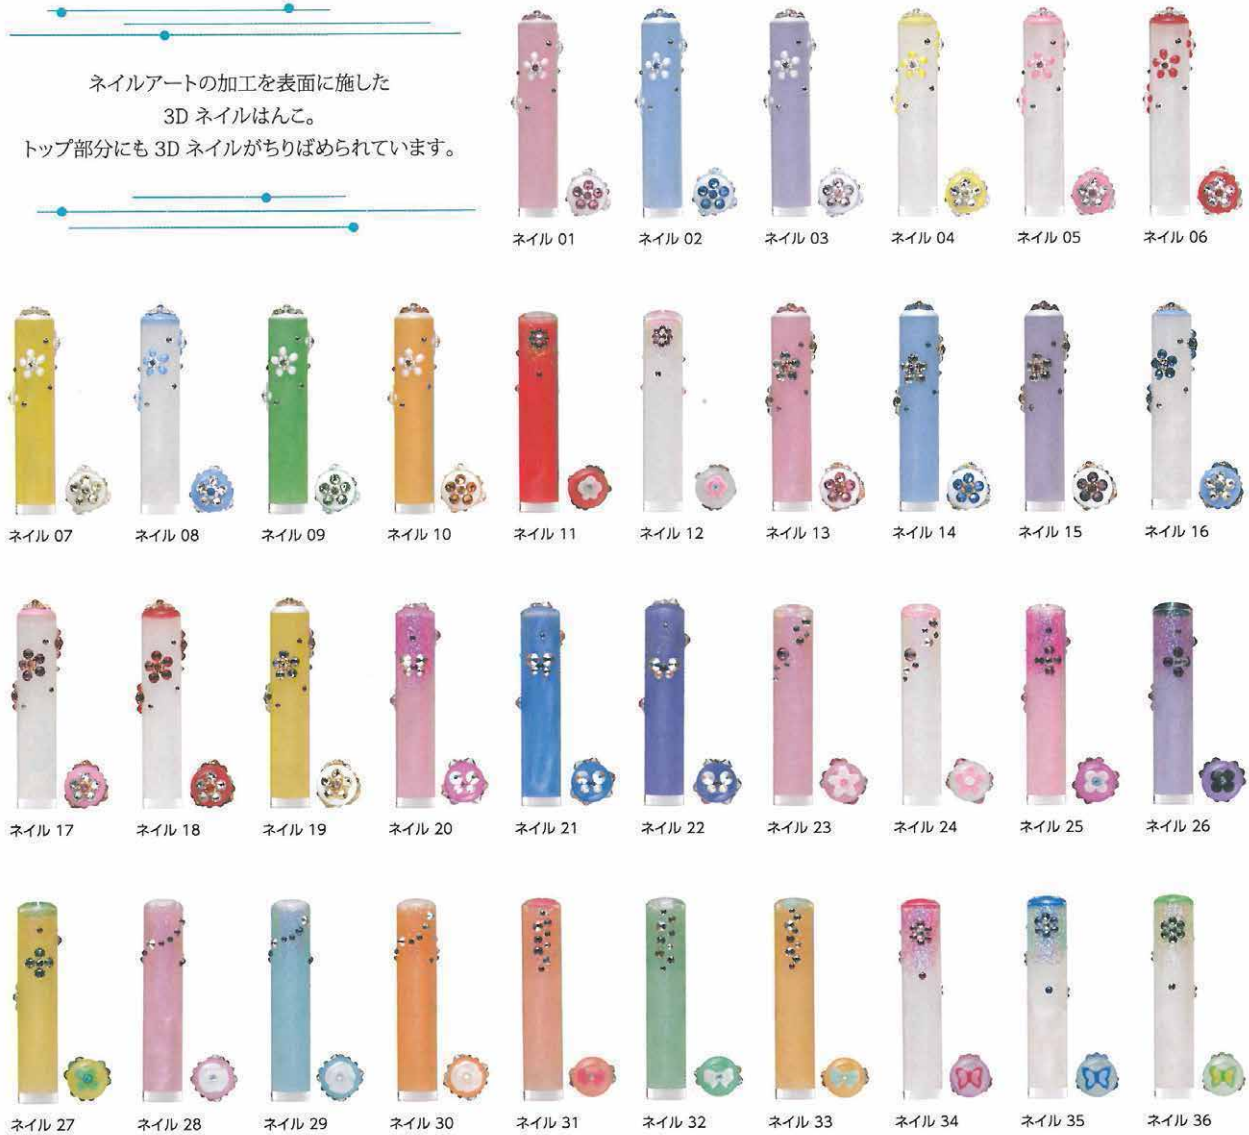 ネイルアートの加工を表面に施した
3D ネイルはんこ。
トップ部分にも 3D ネイルがちりばめられています。
ネイル 01
ネイル 02
ネイル 03
ネイル 04
ネイル 05
ネイル 06
ネイル 07
ネイル 08
ネイル 09
ネイル 10
ネイル 11
ネイル 12
ネイル 13
ネイル 14
ネイル 15
ネイル 16
ネイル 17
ネイル 18
ネイル 19
ネイル 20
ネイル 21
ネイル 22
ネイル 23
ネイル 24
ネイル 25
ネイル 26
ネイル 27
ネイル 28
ネイル 29
ネイル 30
ネイル 31
ネイル 32
ネイル 33
ネイル 34
ネイル 35
ネイル 36